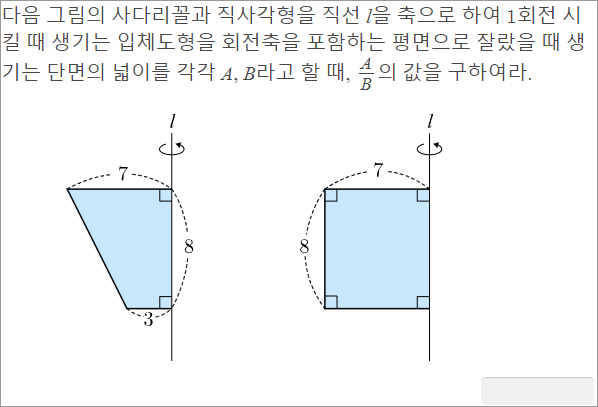 다음 그림의 사다리꼴과 직사각형을 직선 l을 축으로 하여 1회전 시
킬 때 생기는 입체도형을 회전축을 포함하는 평면으로 잘랐을 때 생
기는 단면의 넓이를 각각 A, B라고 할 때, A/B의 값을 구하여라.
l
7
8
3
l
7
8